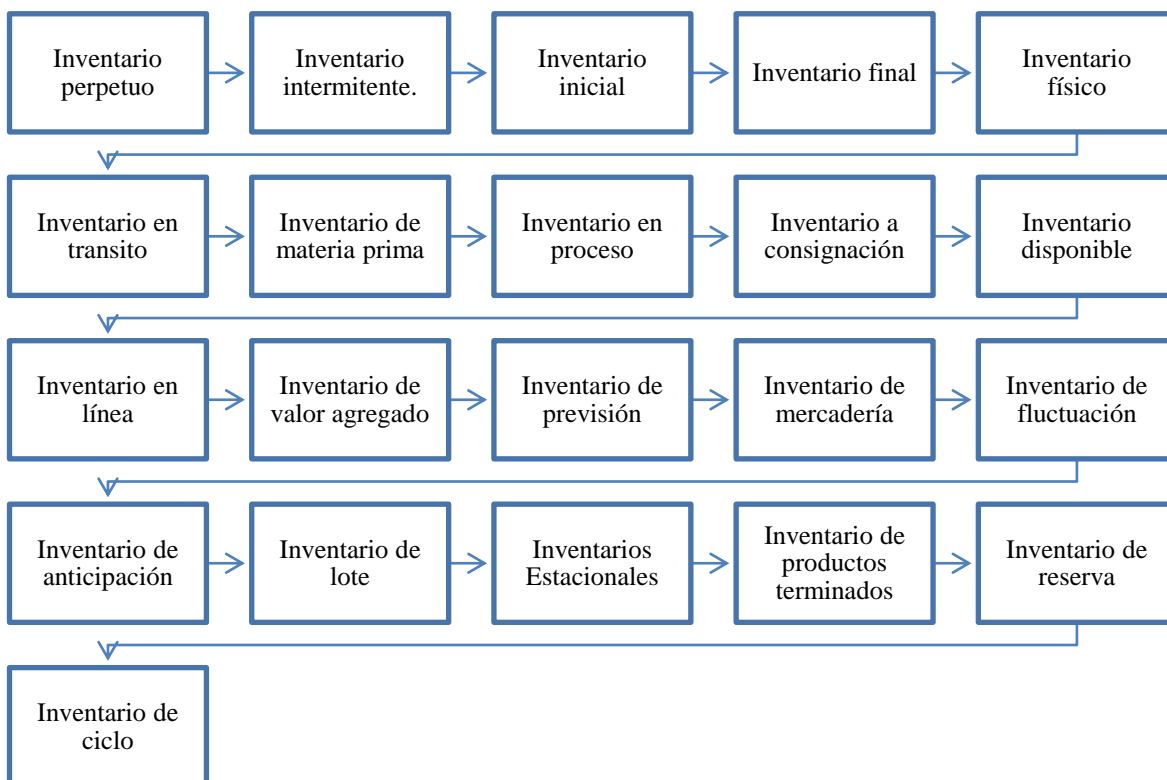 Inventario
perpetuo
Inventario
intermitente.
Inventario
inicial
Inventario final
Inventario
físico
Inventario en
transito
Inventario de
materia prima
Inventario en
proceso
Inventario a
consignación
Inventario
disponible
Inventario en
línea
Inventario de
valor agregado
Inventario de
previsión
Inventario de
mercadería
Inventario de
fluctuación
Inventario de
anticipación
Inventario de
lote
Inventarios
Estacionales
Inventario de
productos
terminados
Inventario de
reserva
Inventario de
ciclo